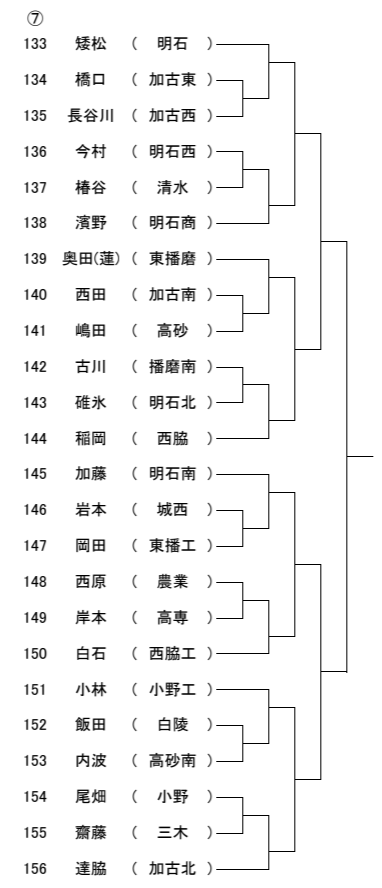 ⑦
133 矮松 ( 明石 )
134 橋口 ( 加古東 )
135 長谷川 ( 加古西 )
136 今村 ( 明石西 )
137 椿谷 ( 清水 )
138 濱野 ( 明石商 )
139 奥田(蓮) ( 東播磨 )
140 西田 ( 加古南 )
141 嶋田 ( 高砂 )
142 古川 ( 播磨南 )
143 碓氷 ( 明石北 )
144 稲岡 ( 西脇 )
145 加藤 ( 明石南 )
146 岩本 ( 城西 )
147 岡田 ( 東播工 )
148 西原 ( 農業 )
149 岸本 ( 高専 )
150 白石 ( 西脇工 )
151 小林 ( 小野工 )
152 飯田 ( 白陵 )
153 内波 ( 高砂南 )
154 尾畑 ( 小野 )
155 齋藤 ( 三木 )
156 達脇 ( 加古北 )